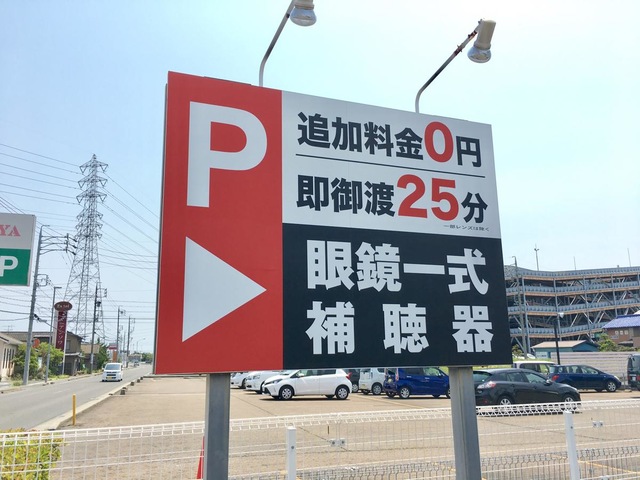 P
追加料金0円
即御渡25分
一部レンズは除く
眼鏡一式
補聴器
YA
P